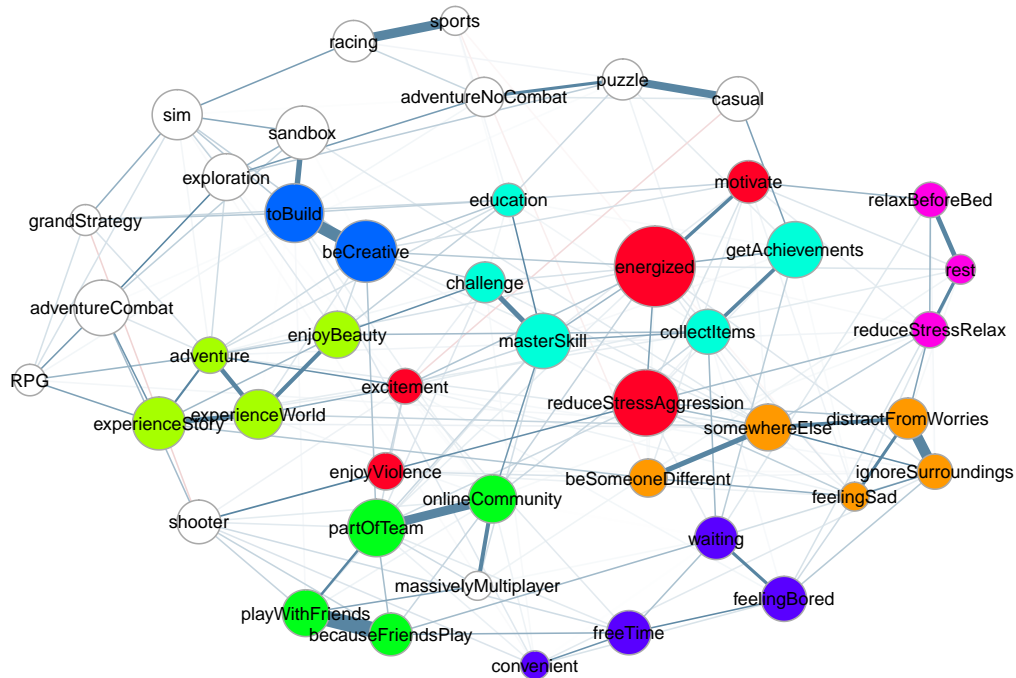 sports
racing
puzzle
adventureNoCombat
casual
sim
sandbox
exploration
motivate
education
relaxBeforeBed
toBuild
grandStrategy
beCreative
getAchievements
energized
rest
challenge
adventureCombat
reduceStressRelax
enjoyBeauty
collectItems
masterSkill
adventure
RPG
excitement
reduceStressAggression
experienceWorld
distractFromWorries
experienceStory
somewhereElse
enjoyViolence
ignoreSurroundings
beSomeoneDifferent
feelingSad
onlineCommunity
shooter
partOfTeam
waiting
massivelyMultiplayer
feelingBored
playWithFriends
becauseFriendsPlay
freeTime
convenient